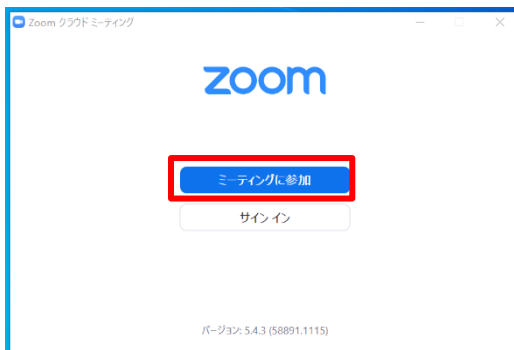 Zoom クラウド ミーティング
zoom
ミーティングに参加
サインイン
バージョン: 5.4.3 (58891.1115)